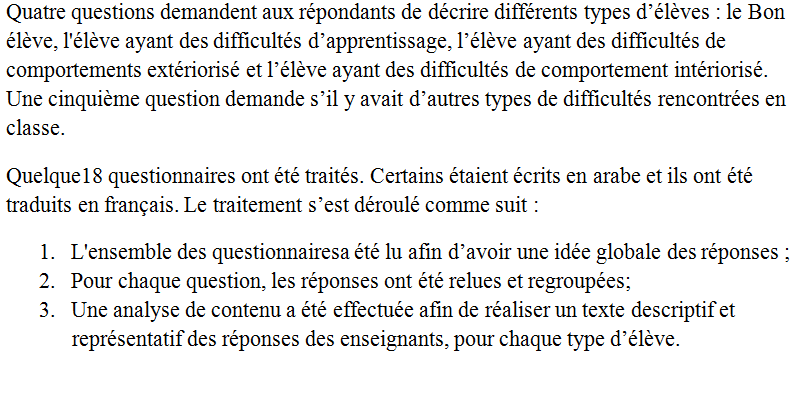 Quatre questions demandent aux répondants de décrire différents types d’élèves : le Bon
élève, l'élève ayant des difficultés d’apprentissage, l’élève ayant des difficultés de
comportements extériorisé et l’élève ayant des difficultés de comportement intériorisé.
Une cinquième question demande s’il y avait d’autres types de difficultés rencontrées en
classe.
Quelque18 questionnaires ont été traités. Certains étaient écrits en arabe et ils ont été
traduits en français. Le traitement s’est déroulé comme suit :
1. L'ensemble des questionnairesa été lu afin d’avoir une idée globale des réponses ;
2. Pour chaque question, les réponses ont été relues et regroupées;
3. Une analyse de contenu a été effectuée afin de réaliser un texte descriptif et
représentatif des réponses des enseignants, pour chaque type d’élève.